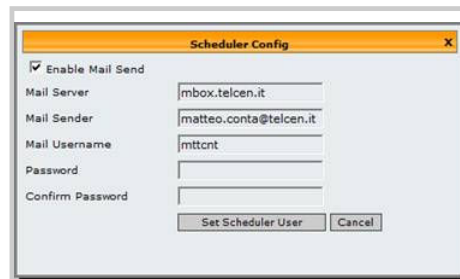 Scheduler Config X
Enable Mail Send
Mail Server mbox.telcen.it
Mail Sender matteo.conta@telcen.it
Mail Username mttcnt
Password
Confirm Password
Set Scheduler User Cancel